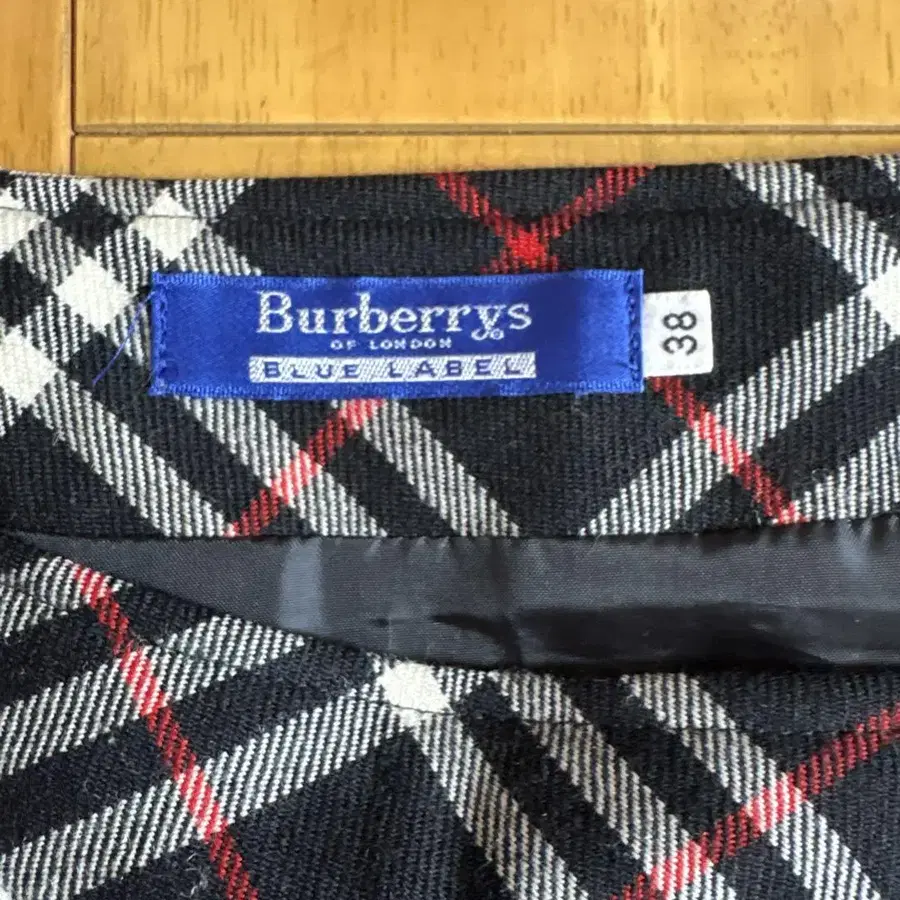 Burberrys
OF LONDON
BLUE LABEL
38